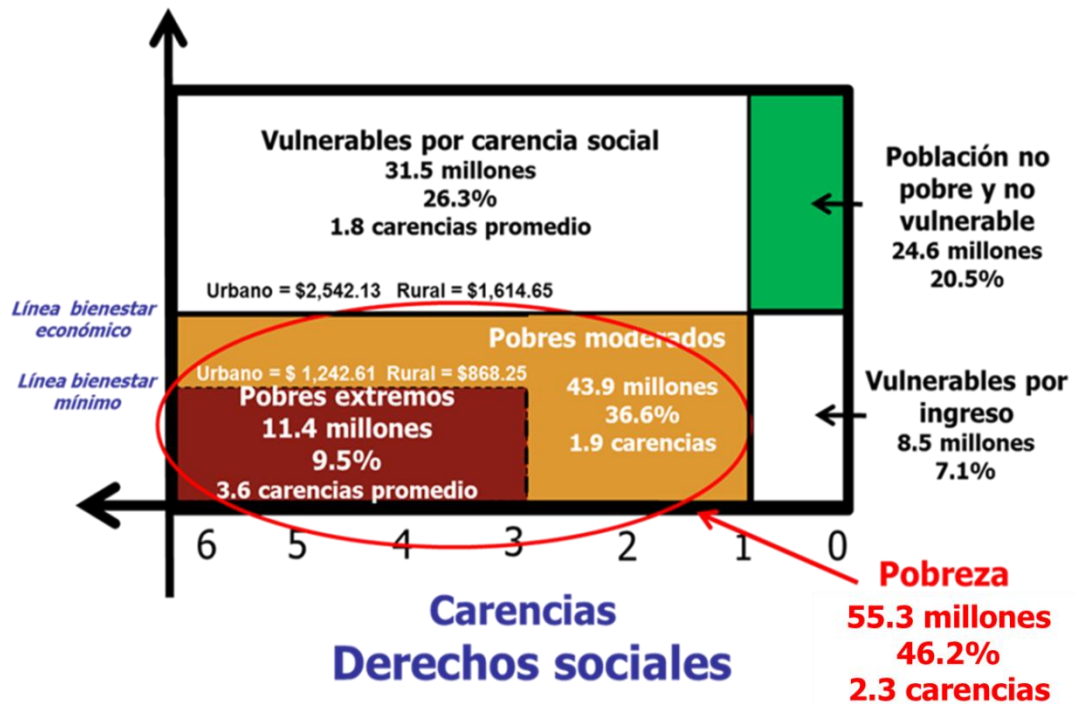 Vulnerables por carencia social
31.5 millones
26.3%
1.8 carencias promedio
Población no
pobre y no
vulnerable
24.6 millones
20.5%
Urbano = $2,542.13 Rural = $1,614.65
Línea bienestar
económico
Pobres moderados
Urbano = $ 1,242.61 Rural = $868.25
43.9 millones
36.6%
1.9 carencias
Línea bienestar
mínimo
Pobres extremos
11.4 millones
9.5%
3.6 carencias promedio
Vulnerables por
ingreso
8.5 millones
7.1%
6 5 4 3 2 1 0
Carencias
Derechos sociales
Pobreza
55.3 millones
46.2%
2.3 carencias